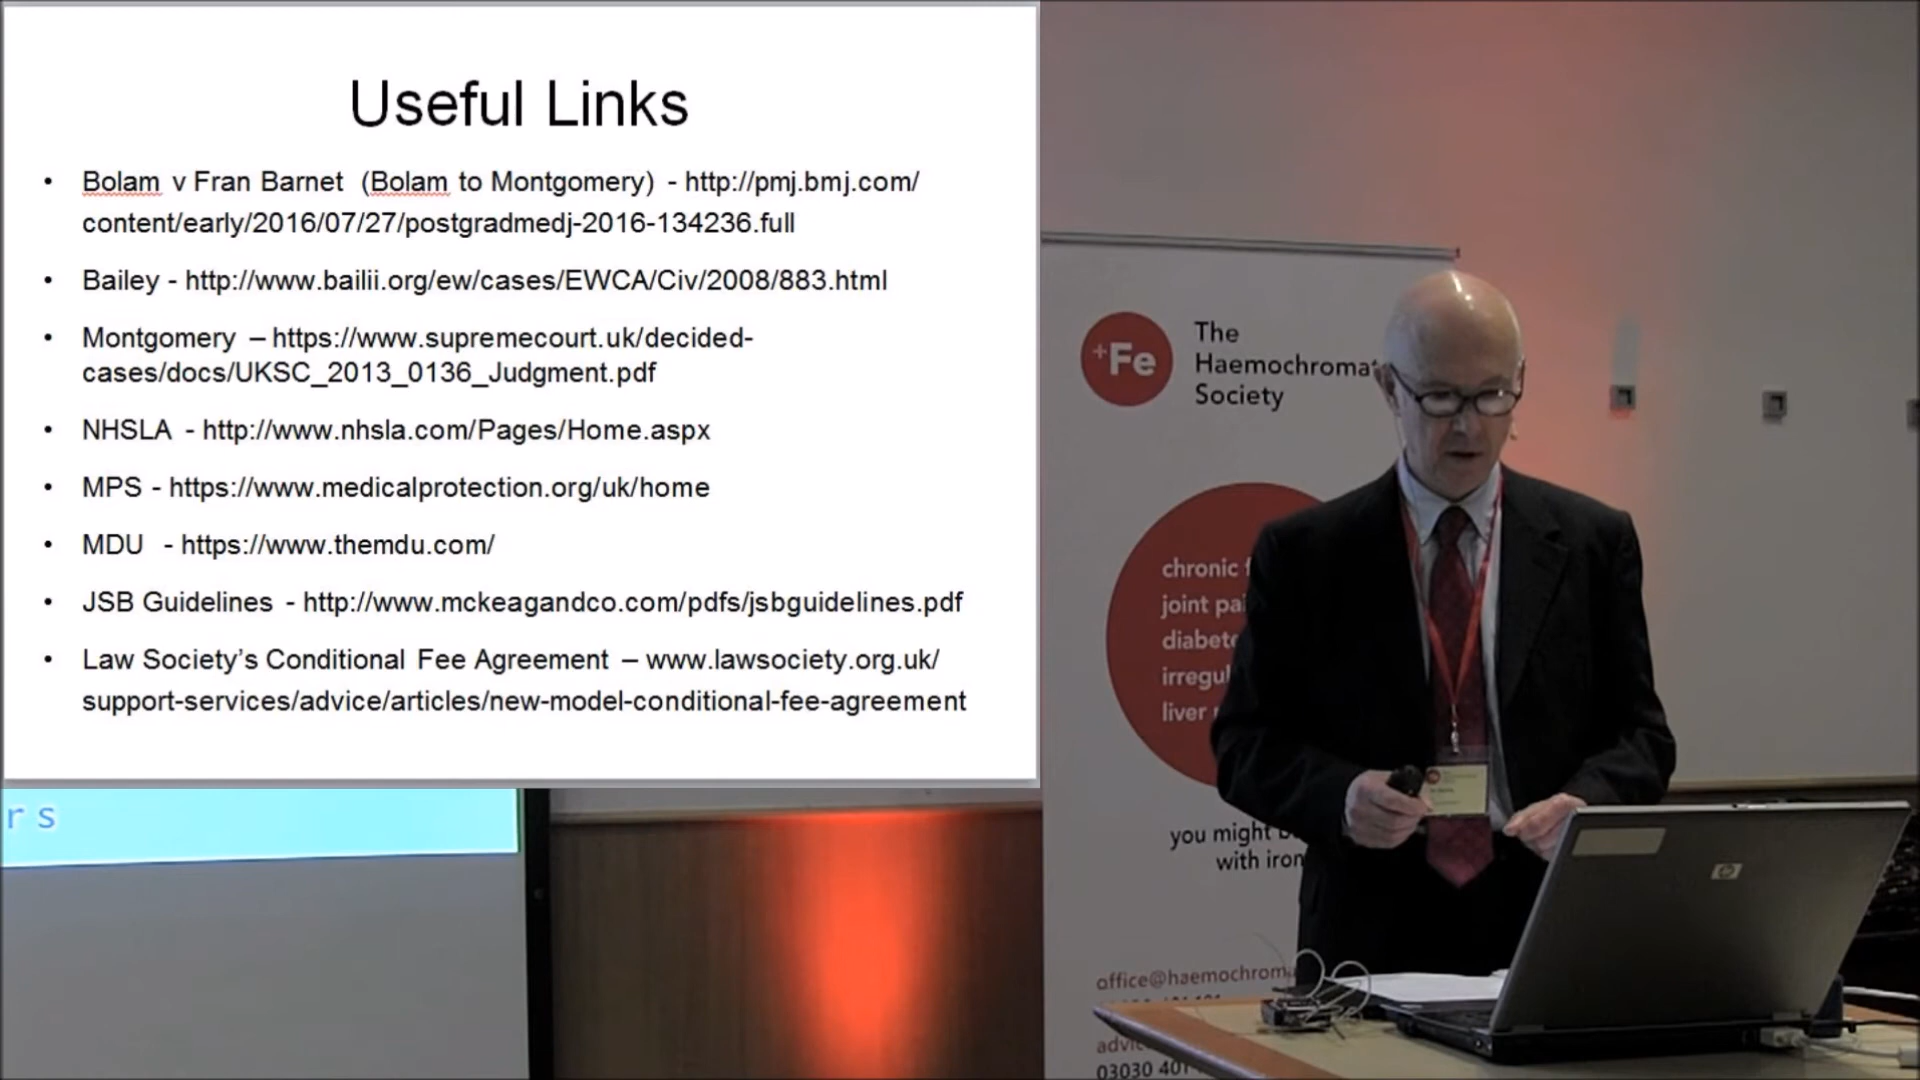 Useful Links
• Bolam v Fran Barnet (Bolam to Montgomery) - http://pmj.bmj.com/
content/early/2016/07/27/postgradmedj-2016-134236.full
• Bailey - http://www.bailii.org/ew/cases/EWCA/Civ/2008/883.html
• Montgomery – https://www.supremecourt.uk/decided-
cases/docs/UKSC_2013_0136_Judgment.pdf
• NHSLA - http://www.nhsla.com/Pages/Home.aspx
• MPS - https://www.medicalprotection.org/uk/home
• MDU - https://www.themdu.com/
• JSB Guidelines - http://www.mckeagandco.com/pdfs/jsbguidelines.pdf
• Law Society's Conditional Fee Agreement – www.lawsociety.org.uk/
support-services/advice/articles/new-model-conditional-fee-agreement
rs
+Fe
The
Haemochromat
Society
chronic f
joint pai
diabete
irregul
liver
you might
with iron
office@haemochrom
advic
03030 401
hp